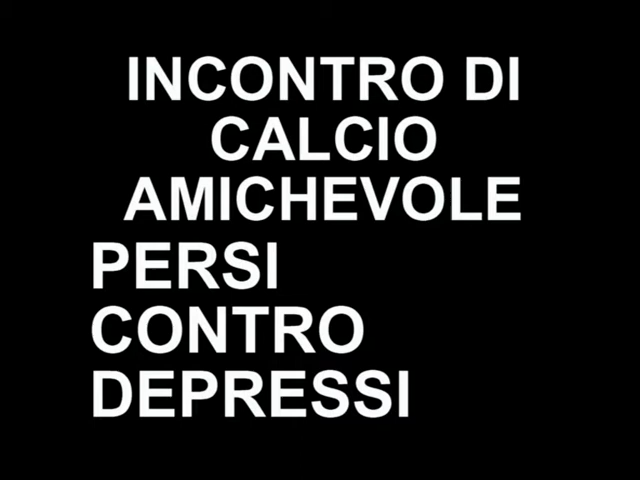 INCONTRO DI
CALCIO
AMICHEVOLE
PERSI
CONTRO
DEPRESSI